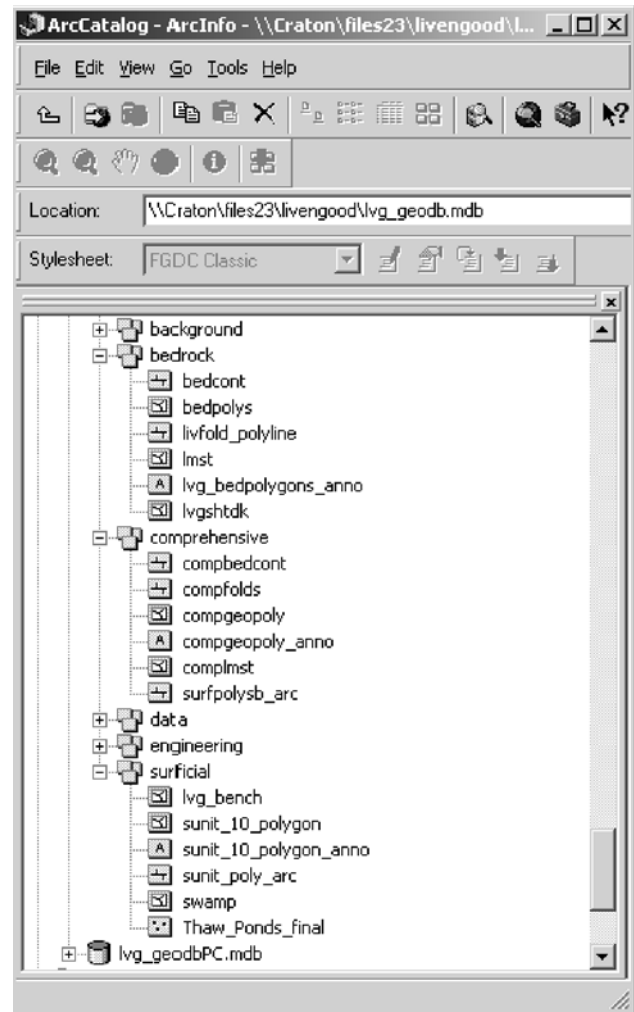 ArcCatalog - ArcInfo - \\Craton\files23\livengood\l...
File Edit View Go Tools Help
Location: \\Craton\files23\livengood\lvg_geodb.mdb
Stylesheet: FGDC Classic
background
bedrock
bedcont
bedpolys
livfold_polyline
lmst
A lvg_bedpolygons_anno
lvgshtdk
comprehensive
compbedcont
compfolds
compgeopoly
A compgeopoly_anno
complmst
surfpolysb_arc
data
engineering
surficial
lvg_bench
sunit_10_polygon
A sunit_10_polygon_anno
sunit_poly_arc
swamp
Thaw_Ponds_final
lvg_geodbPC.mdb